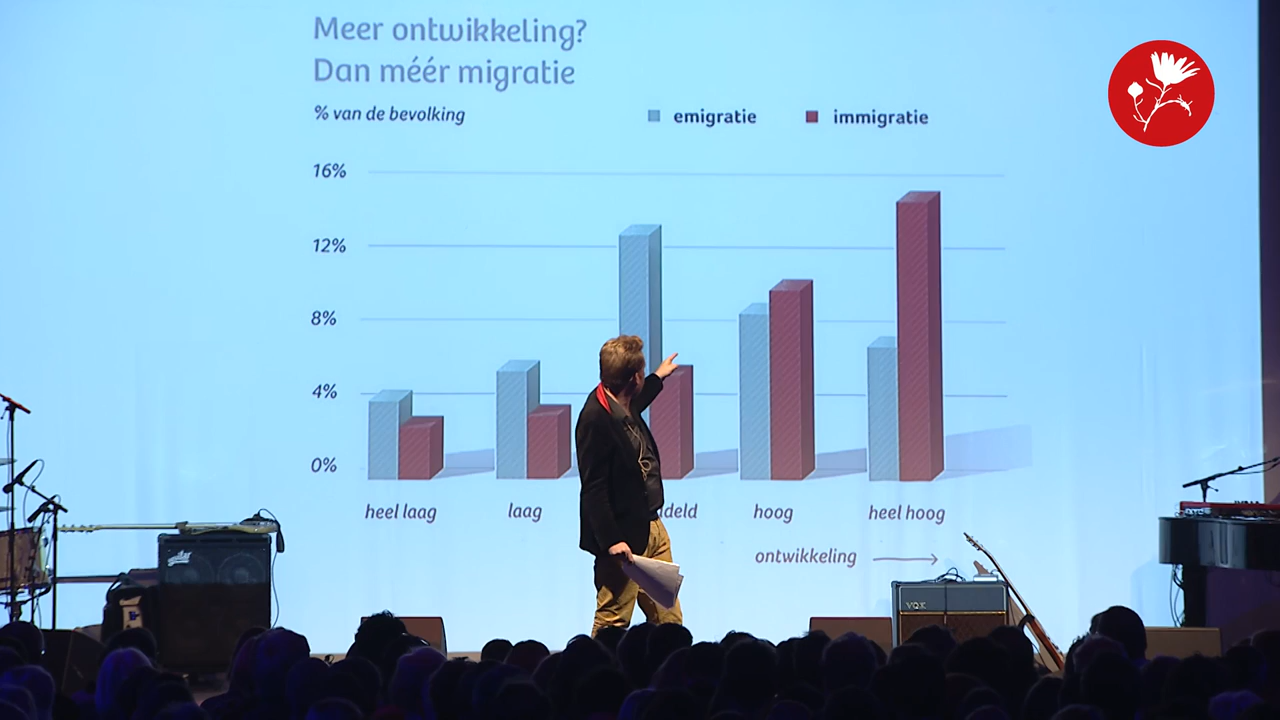 Meer ontwikkeling?
Dan méér migratie
% van de bevolking
emigratie
immigratie
16%
12%
8%
4%
0%
heel laag
laag
deld
hoog
heel hoog
ontwikkeling
VOX